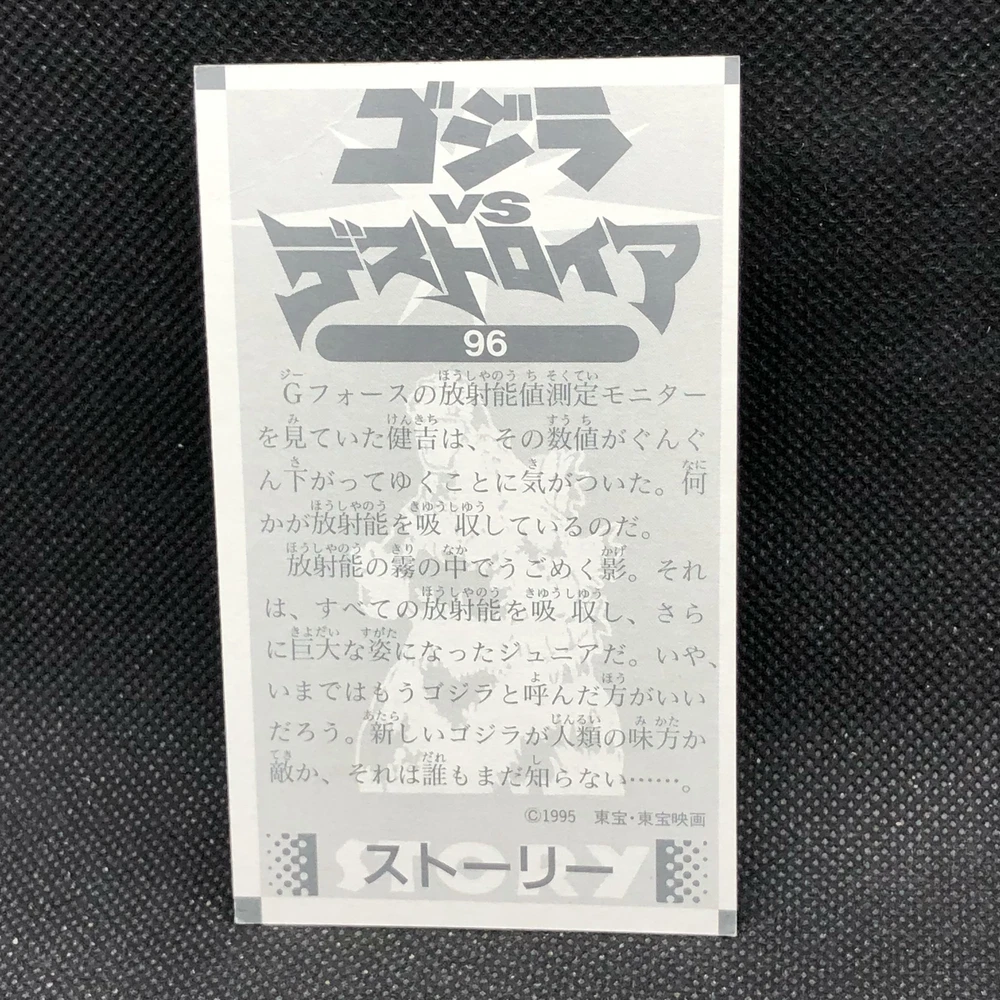 ゴジラ
VS
デストロイア
96
Gフォースの放射能値測定モニター
を見ていた健吉は、その数値がぐんぐ
ん下がってゆくことに気がついた。何
かが放射能を吸収しているのだ。
放射能の霧の中でうごめく影。それ
は、すべての放射能を吸収し、さら
に巨大な姿になったジュニアだ。いや、
いまではもうゴジラと呼んだ方がいい
だろう。新しいゴジラが人類の味方か
敵か、それは誰もまだ知らない……。
©1995 東宝・東宝映画
STORY
ストーリー